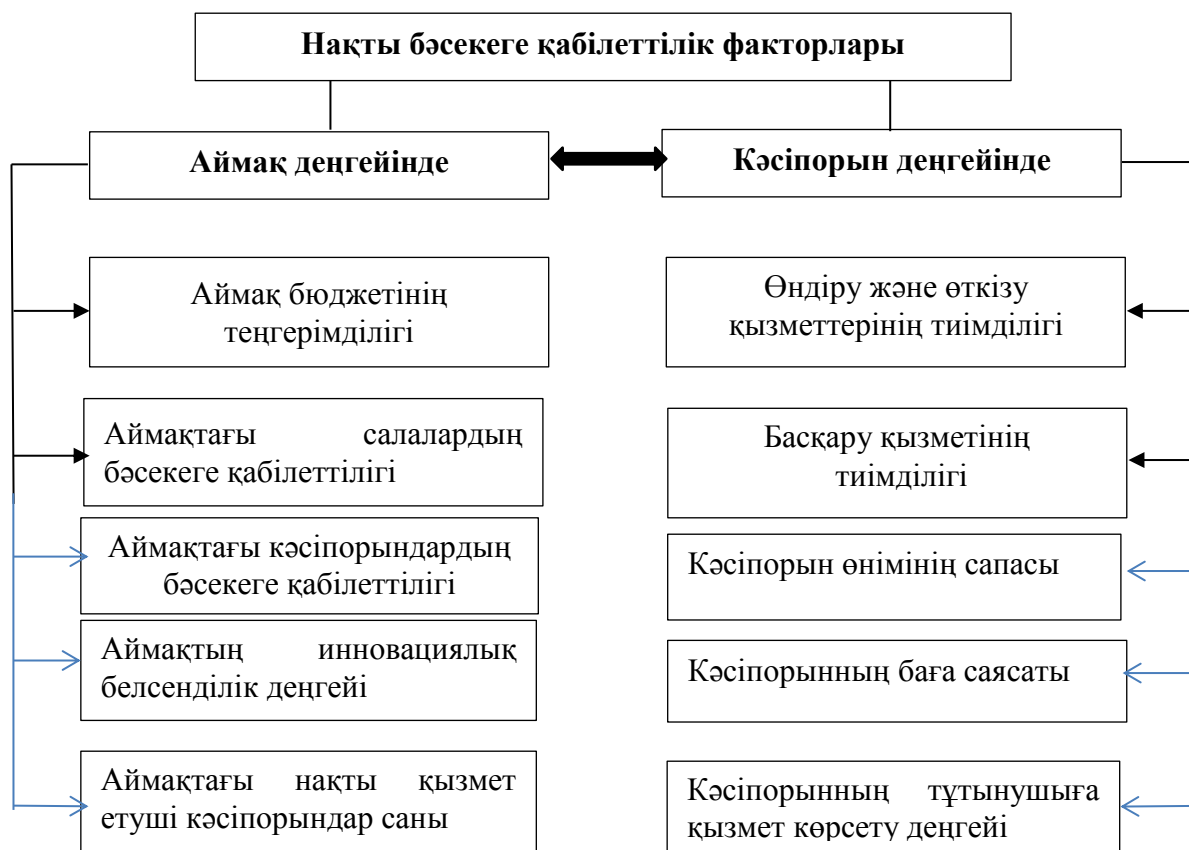 Нақты бәсекеге қабілеттілік факторлары
Аймақ деңгейінде
Кәсіпорын деңгейінде
Аймақ бюджетінің
теңгерімділігі
Өндіру және өткізу
қызметтерінің тиімділігі
Аймақтағы салалардың
бәсекеге қабілеттілігі
Басқару қызметінің
тиімділігі
Аймақтағы кәсіпорындардың
бәсекеге қабілеттілігі
Кәсіпорын өнімінің сапасы
Аймақтың инновациялық
белсенділік деңгейі
Кәсіпорынның баға саясаты
Аймақтағы нақты қызмет
етуші кәсіпорындар саны
Кәсіпорынның тұтынушыға
қызмет көрсету деңгейі